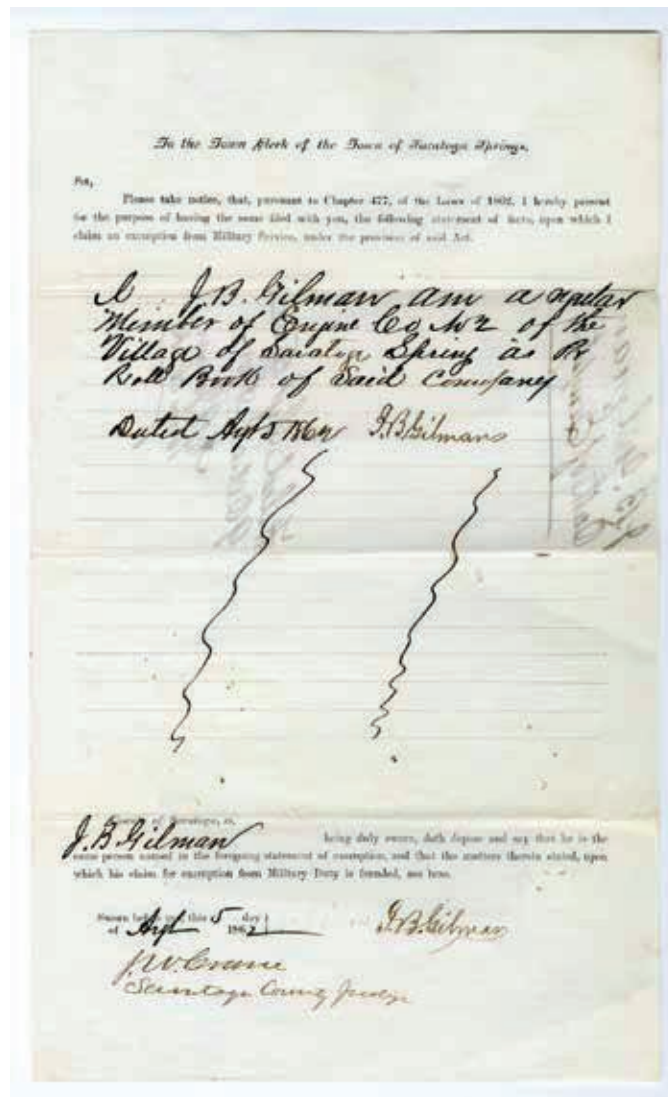 To the Town Clerk of the Town of Saratoga Springs.
Sir,
Please take notice, that, pursuant to Chapter 477, of the Laws of 1862, I hereby present
for the purpose of having the same filed with you, the following statement of facts, upon which I
claim an exemption from Military Service, under the provisions of said Act.
I J.B. Gilman am a
Member of Engine Co No 2 of the
Village of Saratoga Spring as Pr
Roll Book of Said Company
Dated 5 1862 J.B. Gilman
County of Saratoga, ss.
J.B. Gilman being duly sworn, doth depose and say that he is the
same person named in the foregoing statement of exemption, and that the matters therein stated, upon
which his claim for exemption from Military Duty is founded, are true.
Sworn before me, this 5 day
of 1862 J.B. Gilman
J.W. Crane
Saratoga County Judge